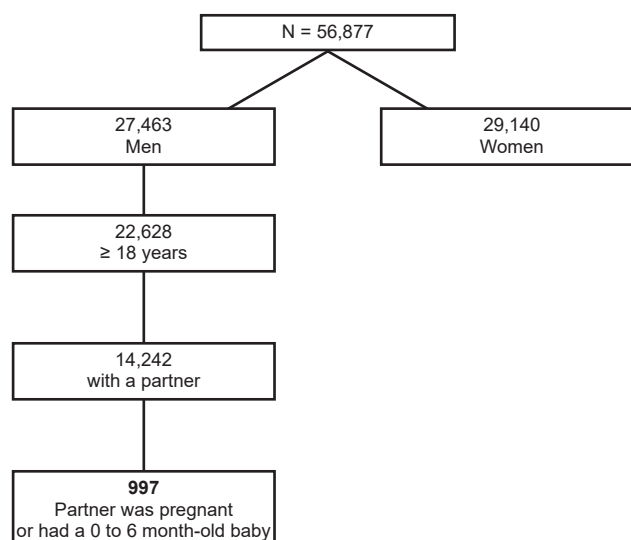 N = 56,877
27,463
Men
29,140
Women
22,628
≥ 18 years
14,242
with a partner
997
Partner was pregnant
or had a 0 to 6 month-old baby